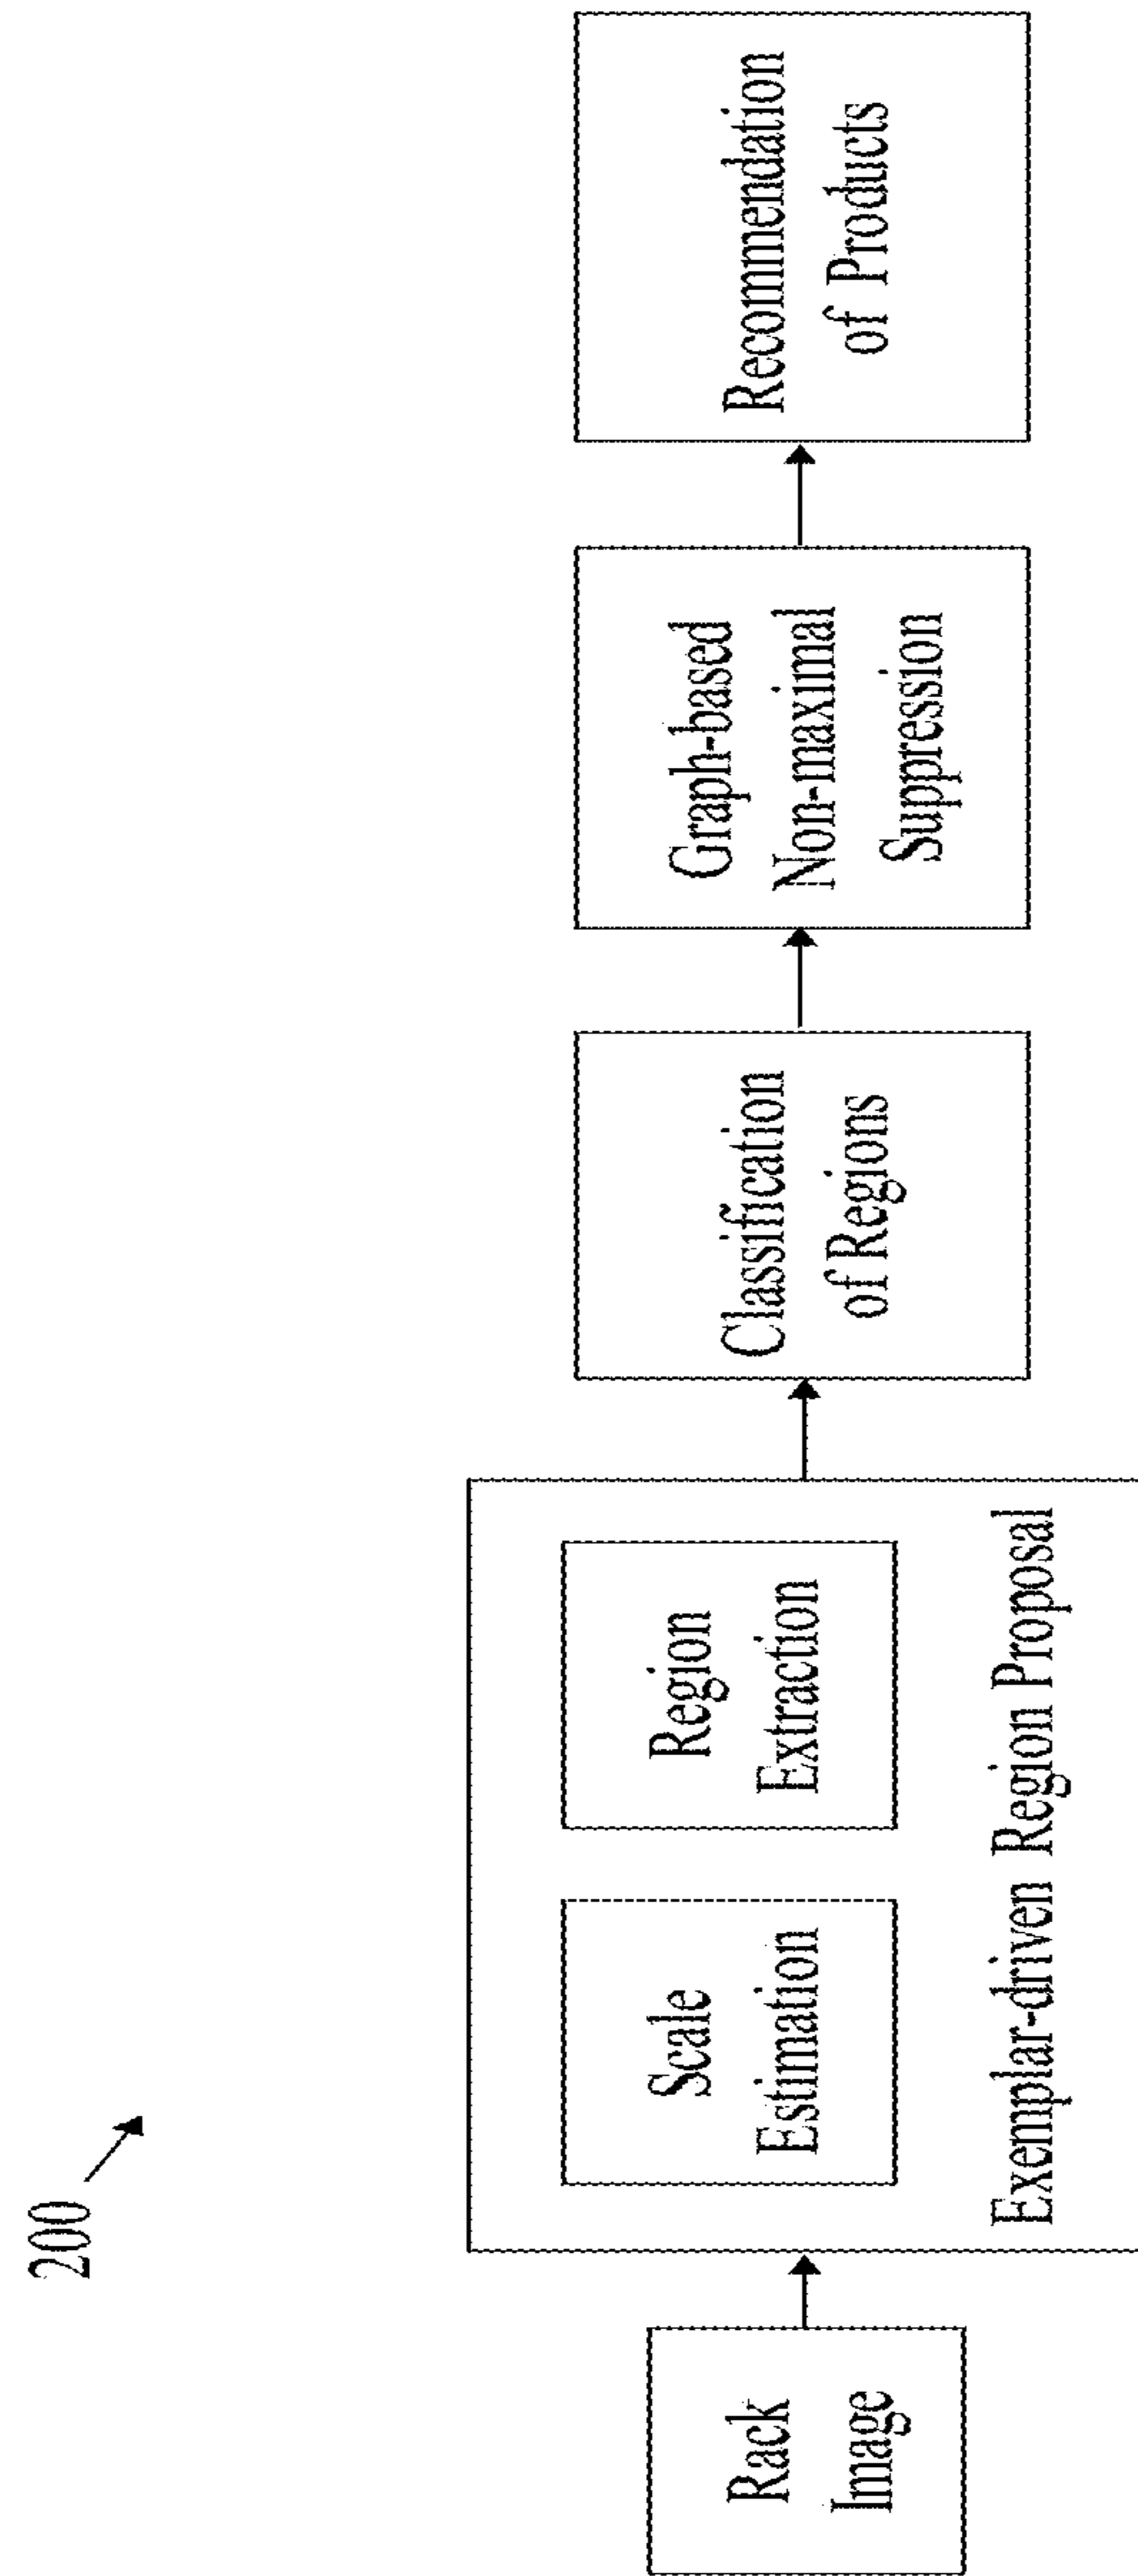 200
Rack
Image
Scale
Estimation
Region
Extraction
Exemplar-driven Region Proposal
Classification
of Regions
Graph-based
Non-maximal
Suppression
Recommendation
of Products